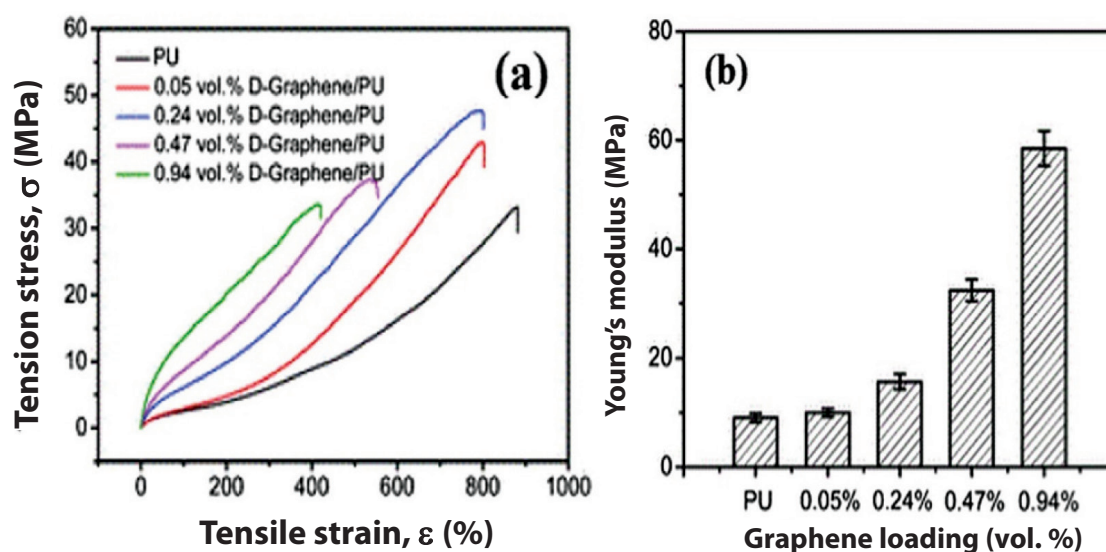 60
50
40
30
20
10
0
Tension stress, σ (MPa)
PU
0.05 vol.% D-Graphene/PU
0.24 vol.% D-Graphene/PU
0.47 vol.% D-Graphene/PU
0.94 vol.% D-Graphene/PU
(a)
0 200 400 600 800 1000
Tensile strain, ε (%)
(b)
80
60
40
20
0
Young's modulus (MPa)
PU 0.05% 0.24% 0.47% 0.94%
Graphene loading (vol. %)